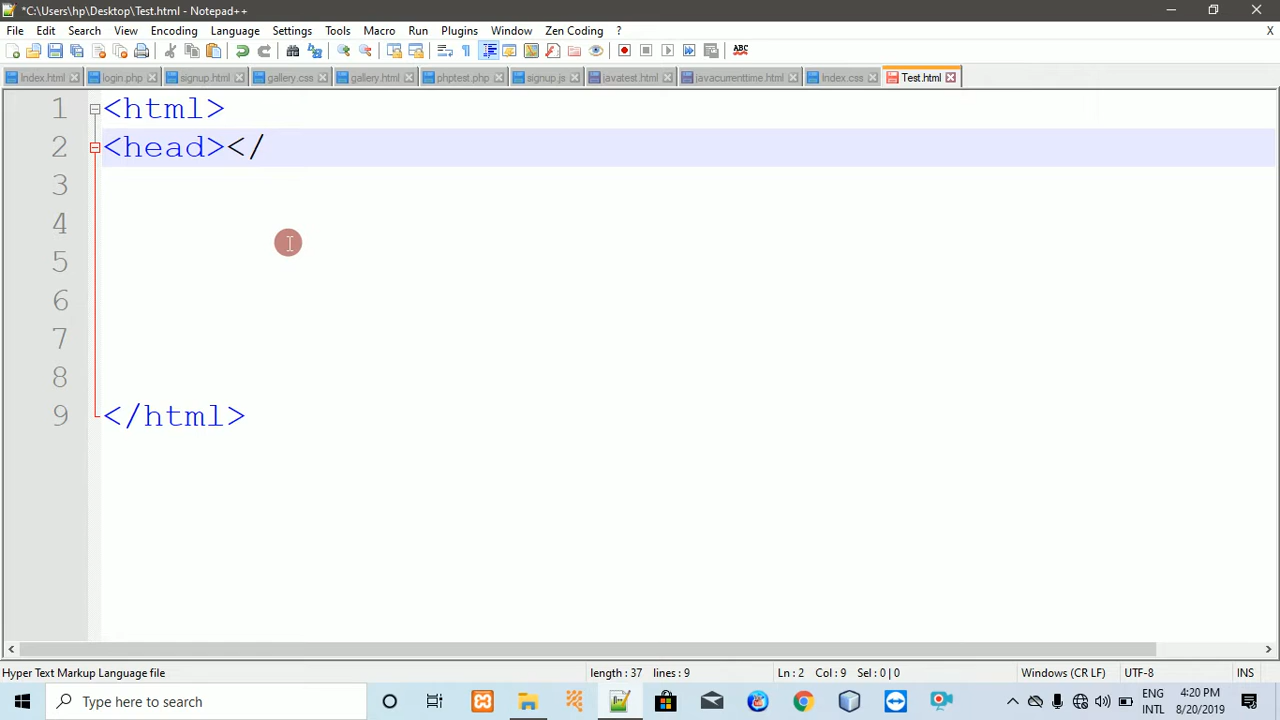 *C:\Users\hp\Desktop\Test.html - Notepad++
File Edit Search View Encoding Language Settings Tools Macro Run Plugins Window Zen Coding ? X
ABC
Index.html login.php signup.html gallery.css gallery.html phptest.php signup.js javatest.html javacurrenttime.html Index.css Test.html
1 <html>
2 <head></
3
4
5
6
7
8
9 </html>
Hyper Text Markup Language file length : 37 lines : 9 Ln : 2 Col : 9 Sel : 0 | 0 Windows (CR LF) UTF-8 INS
Type here to search
ENG 4:20 PM
INTL 8/20/2019